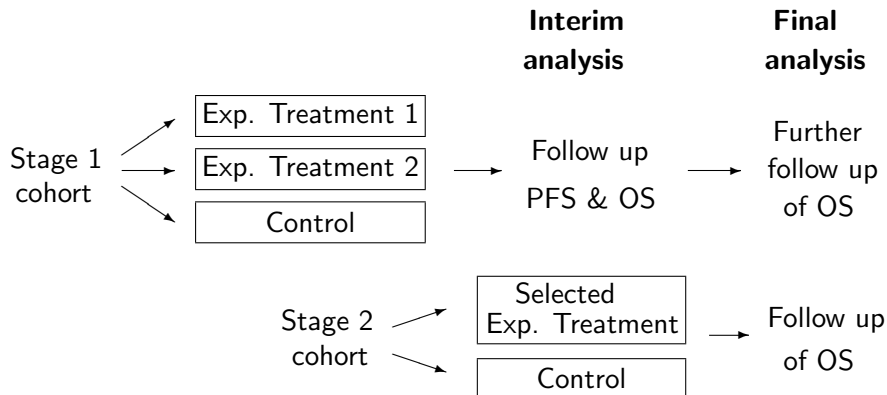 Interim
analysis
Final
analysis
Stage 1
cohort
Exp. Treatment 1
Exp. Treatment 2
Control
Follow up
PFS & OS
Further
follow up
of OS
Stage 2
cohort
Selected
Exp. Treatment
Control
Follow up
of OS